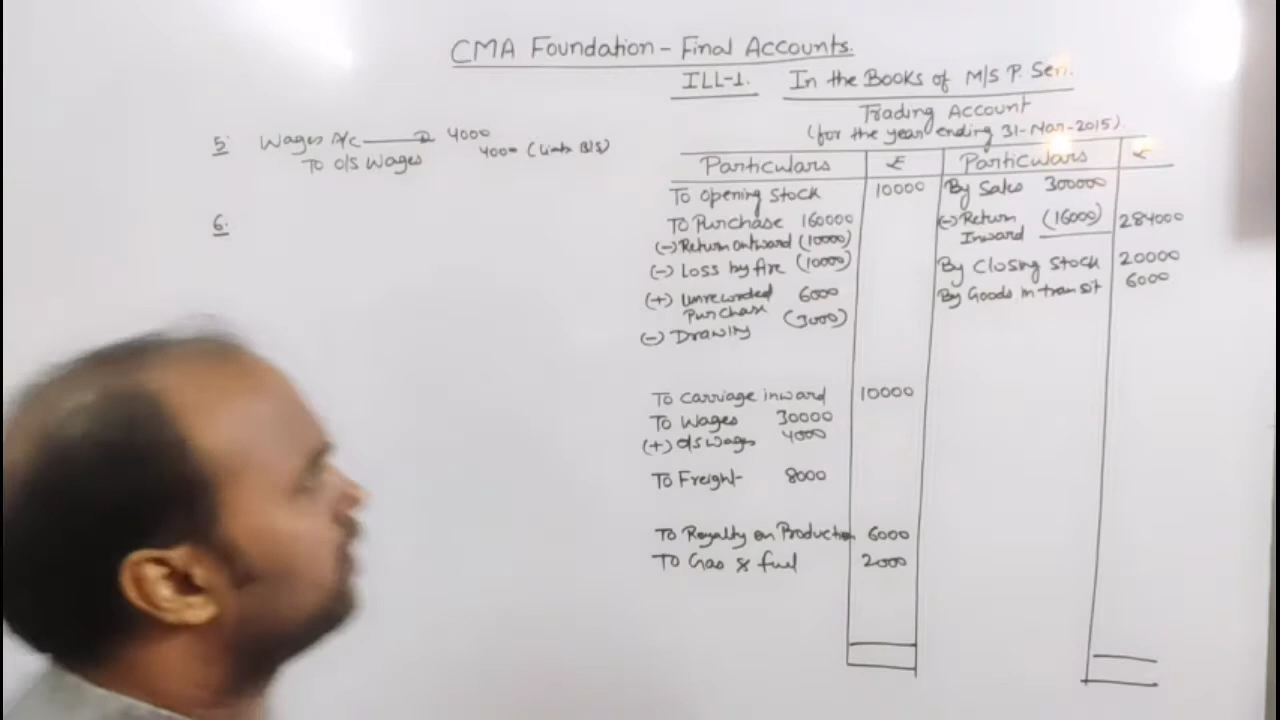 CMA Foundation - Final Accounts.
ILL-1. In the Books of M/S P. Sen.
Trading Account
(for the year ending 31-Mar-2015).
5: Wages A/c 4000
To O/S Wages 4000 (Liab B/S)
6:
Particulars ₹ Particulars ₹
To Opening Stock 10000
To Purchase 160000
(-) Return outward (10000)
(-) Loss by fire (10000)
(+) Unrecorded 6000
Purchase
(-) Drawing (3000)
To Carriage inward 10000
To Wages 30000
(+) O/S wages 4000
To Freight- 8000
To Royalty on Production 6000
To Gas & fuel 2000
By Sales 300000
(-) Return (16000) 284000
Inward
By Closing Stock 20000
By Goods in transit 6000